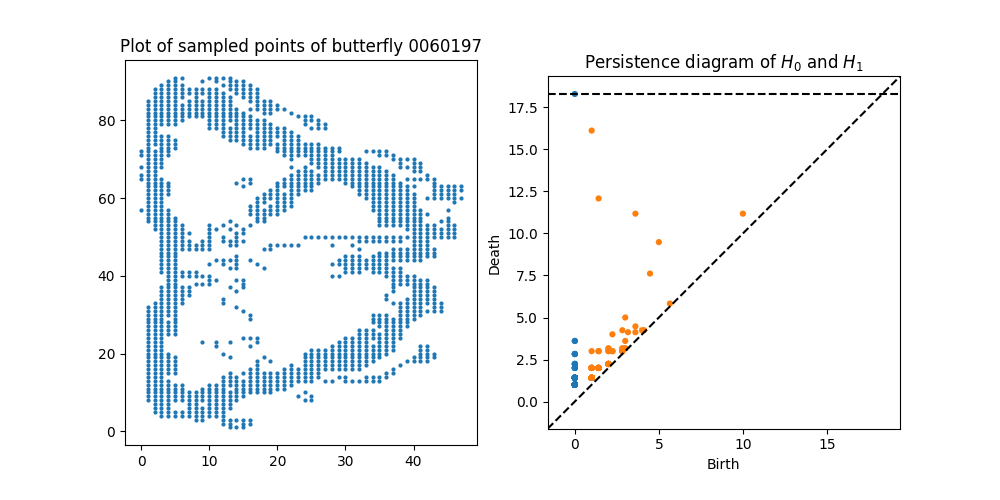 Plot of sampled points of butterfly 0060197
80
60
40
20
0
0 10 20 30 40
Persistence diagram of H₀ and H₁
Death
17.5
15.0
12.5
10.0
7.5
5.0
2.5
0.0
0 5 10 15
Birth